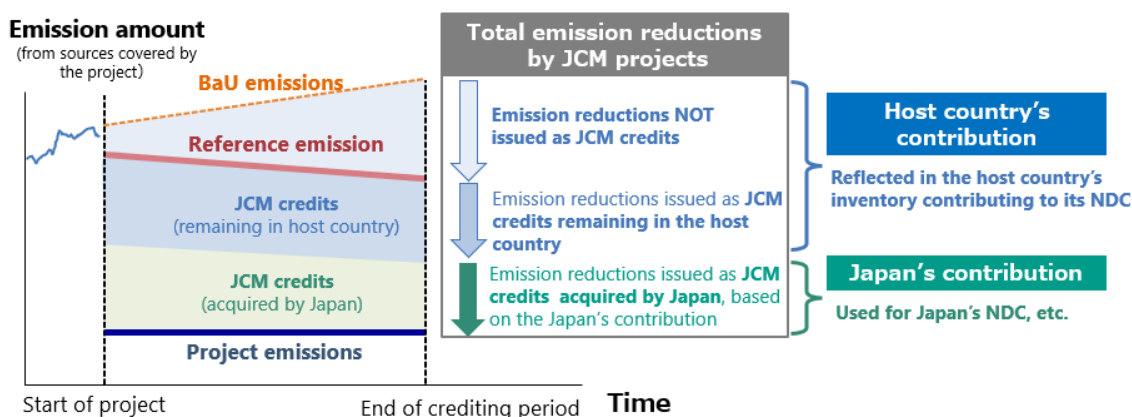 Emission amount
(from sources covered by
the project)
BaU emissions
Reference emission
JCM credits
(remaining in host country)
JCM credits
(acquired by Japan)
Project emissions
Start of project
End of crediting period
Time
Total emission reductions
by JCM projects
Emission reductions NOT
issued as JCM credits
Emission reductions issued as JCM
credits remaining in the host
country
Emission reductions issued as JCM
credits acquired by Japan, based
on the Japan's contribution
Host country's
contribution
Reflected in the host country's
inventory contributing to its NDC
Japan's contribution
Used for Japan's NDC, etc.